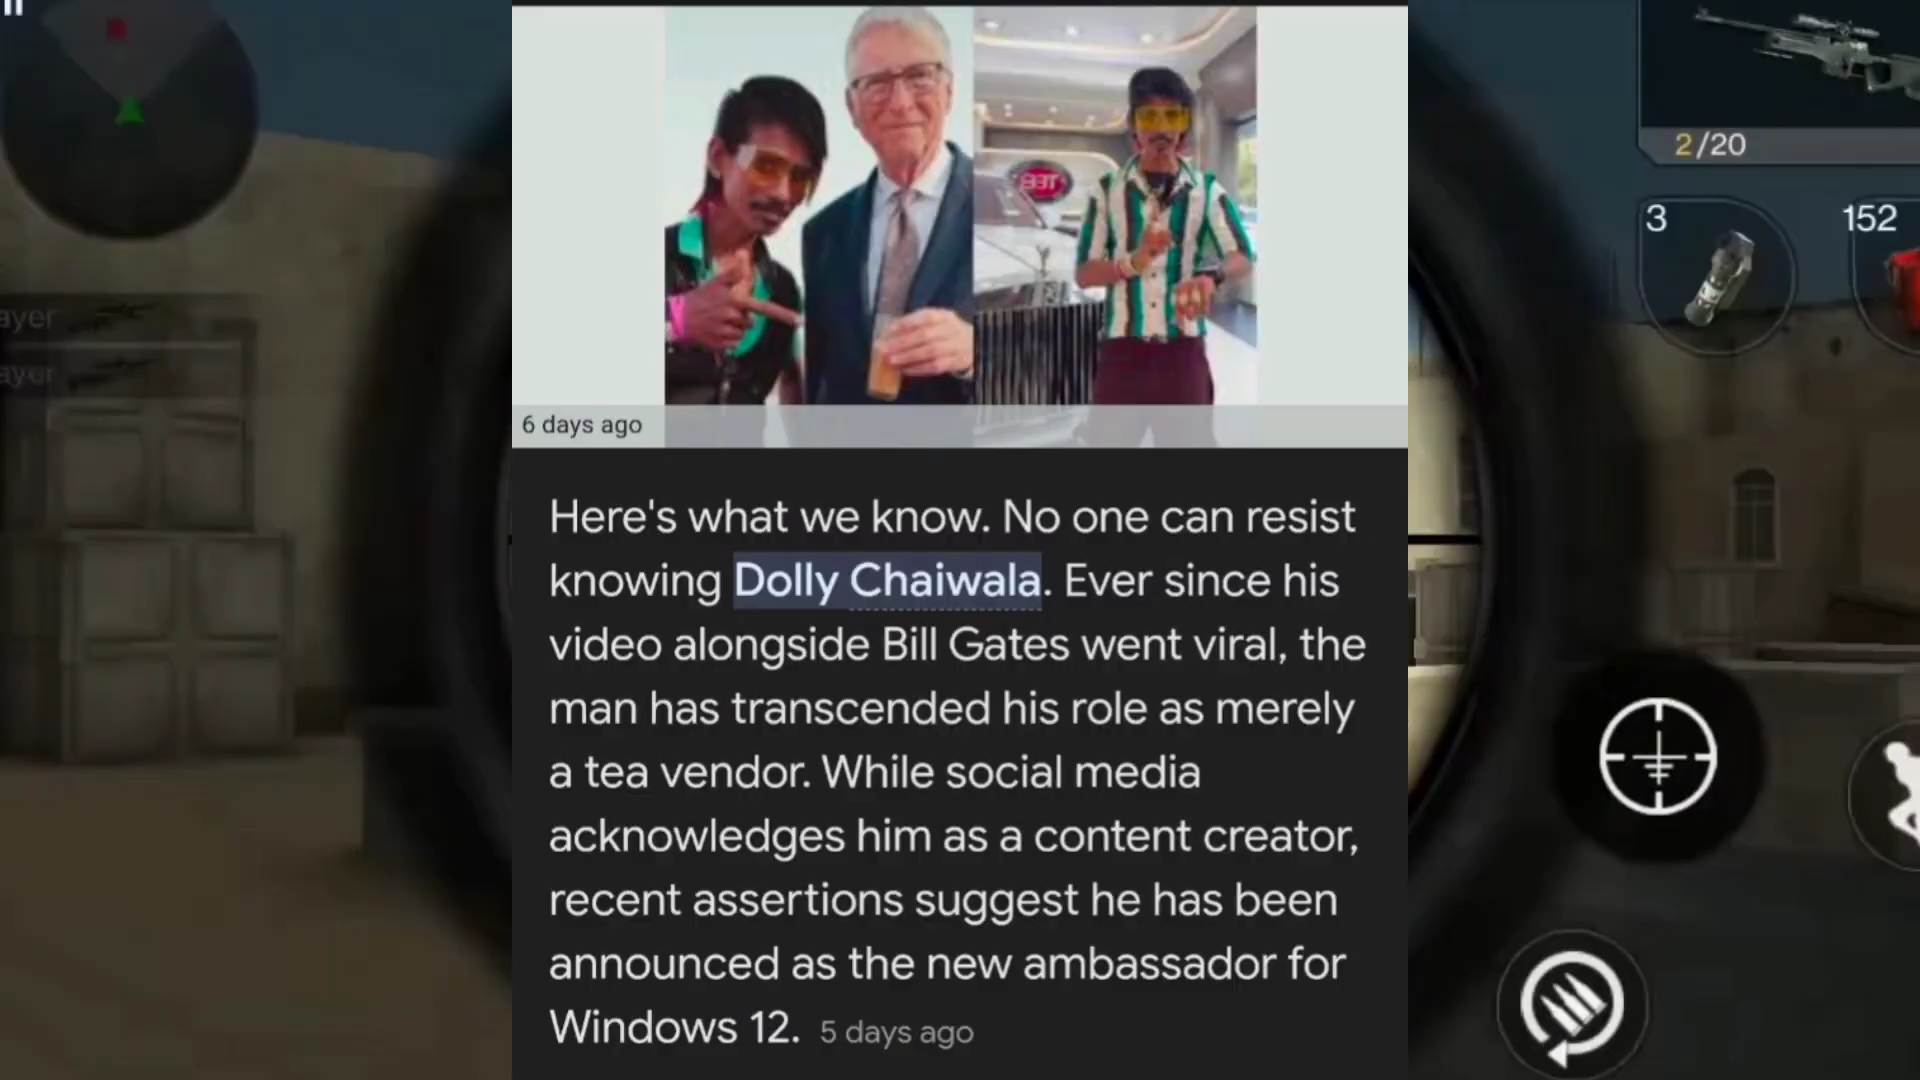 2/20
3
152
ayer
ayer
6 days ago
Here's what we know. No one can resist
knowing Dolly Chaiwala. Ever since his
video alongside Bill Gates went viral, the
man has transcended his role as merely
a tea vendor. While social media
acknowledges him as a content creator,
recent assertions suggest he has been
announced as the new ambassador for
Windows 12. 5 days ago